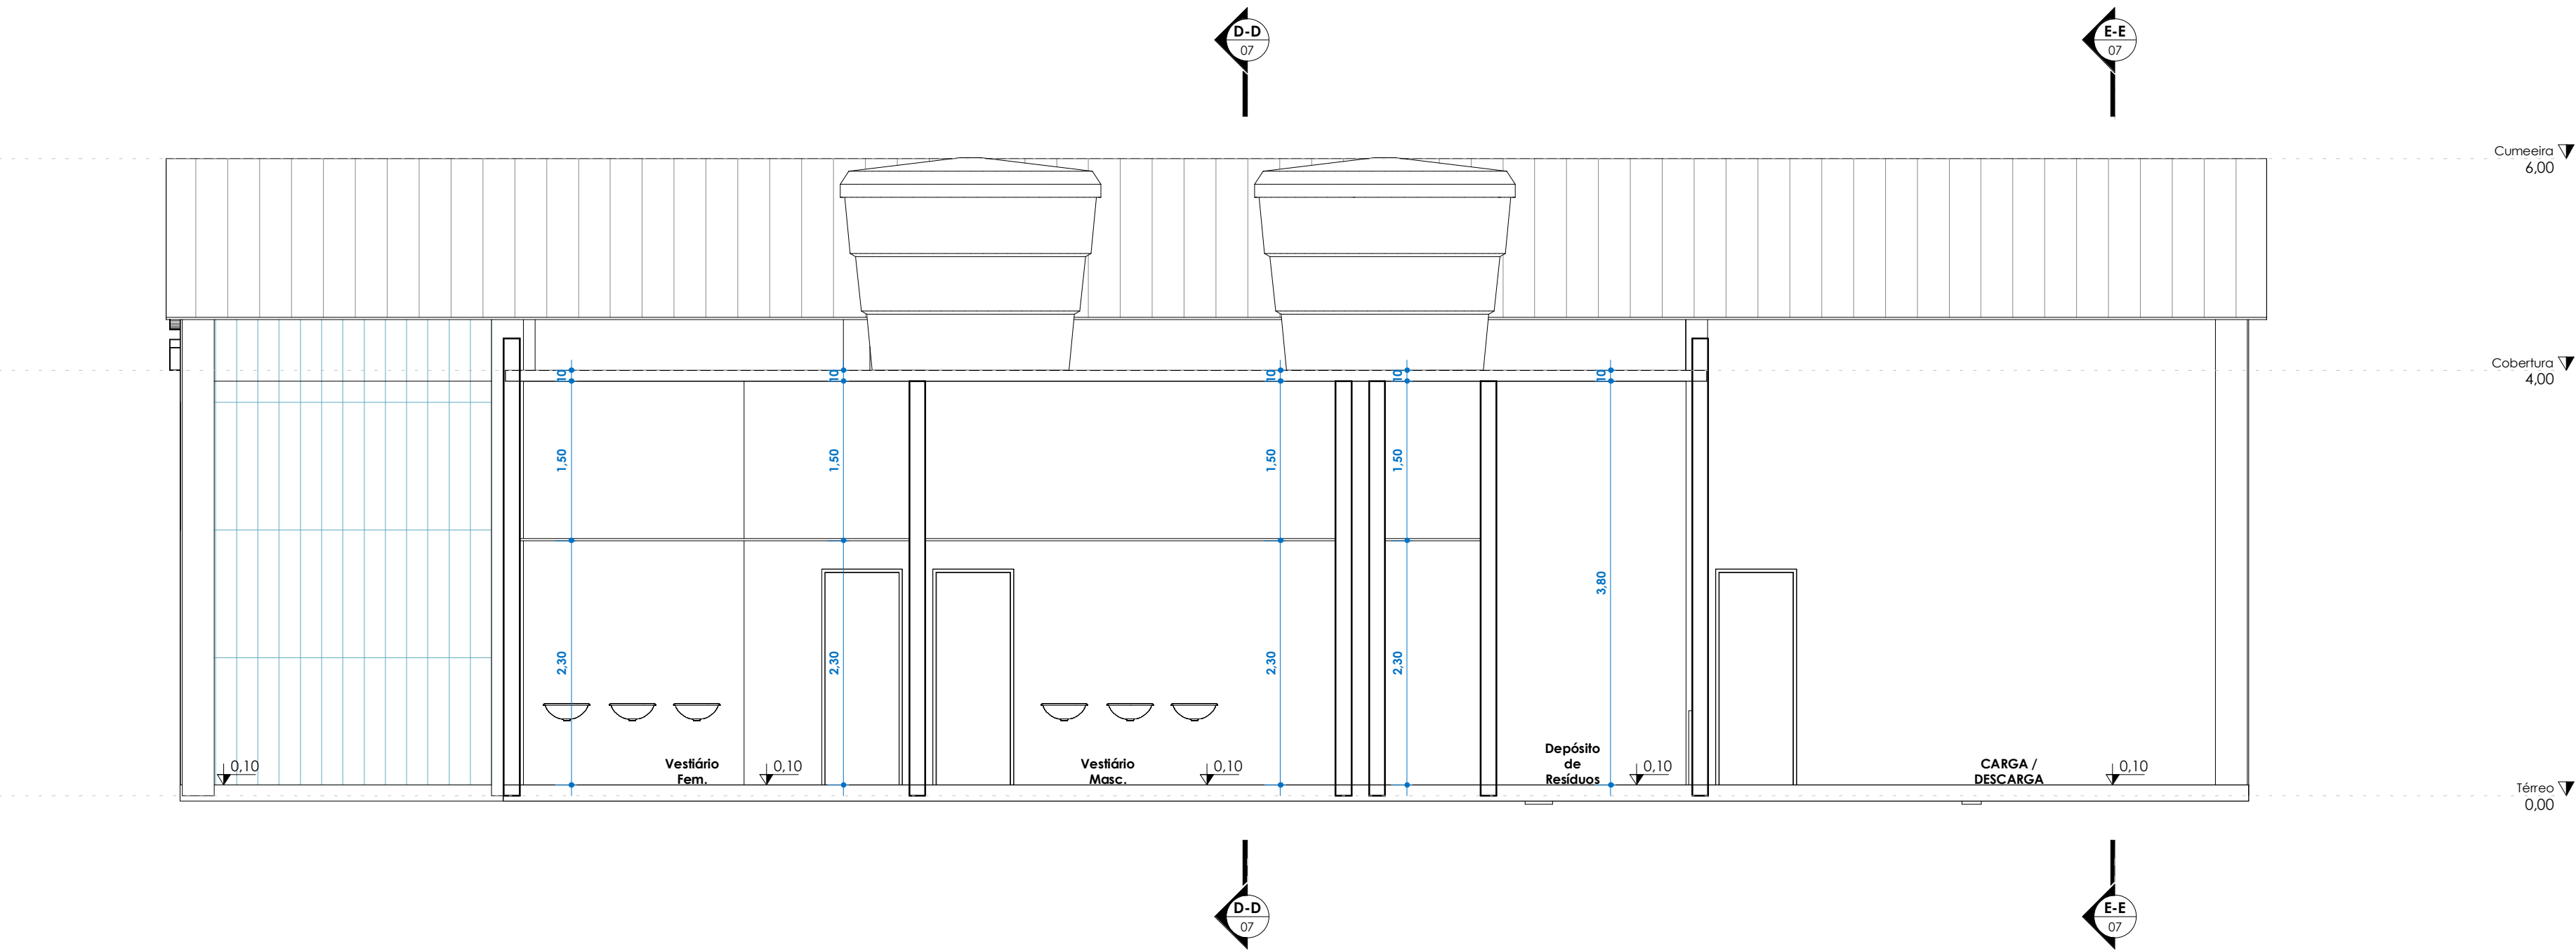 D-D
07
E-E
07
Cumeeira
6,00
Cobertura
4,00
10
10
10
10
10
1,50
1,50
1,50
1,50
3,80
2,30
2,30
2,30
2,30
0,10
Vestiário
Fem.
0,10
Vestiário
Masc.
0,10
Depósito
de
Resíduos
0,10
CARGA /
DESCARGA
0,10
Térreo
0,00
D-D
07
E-E
07